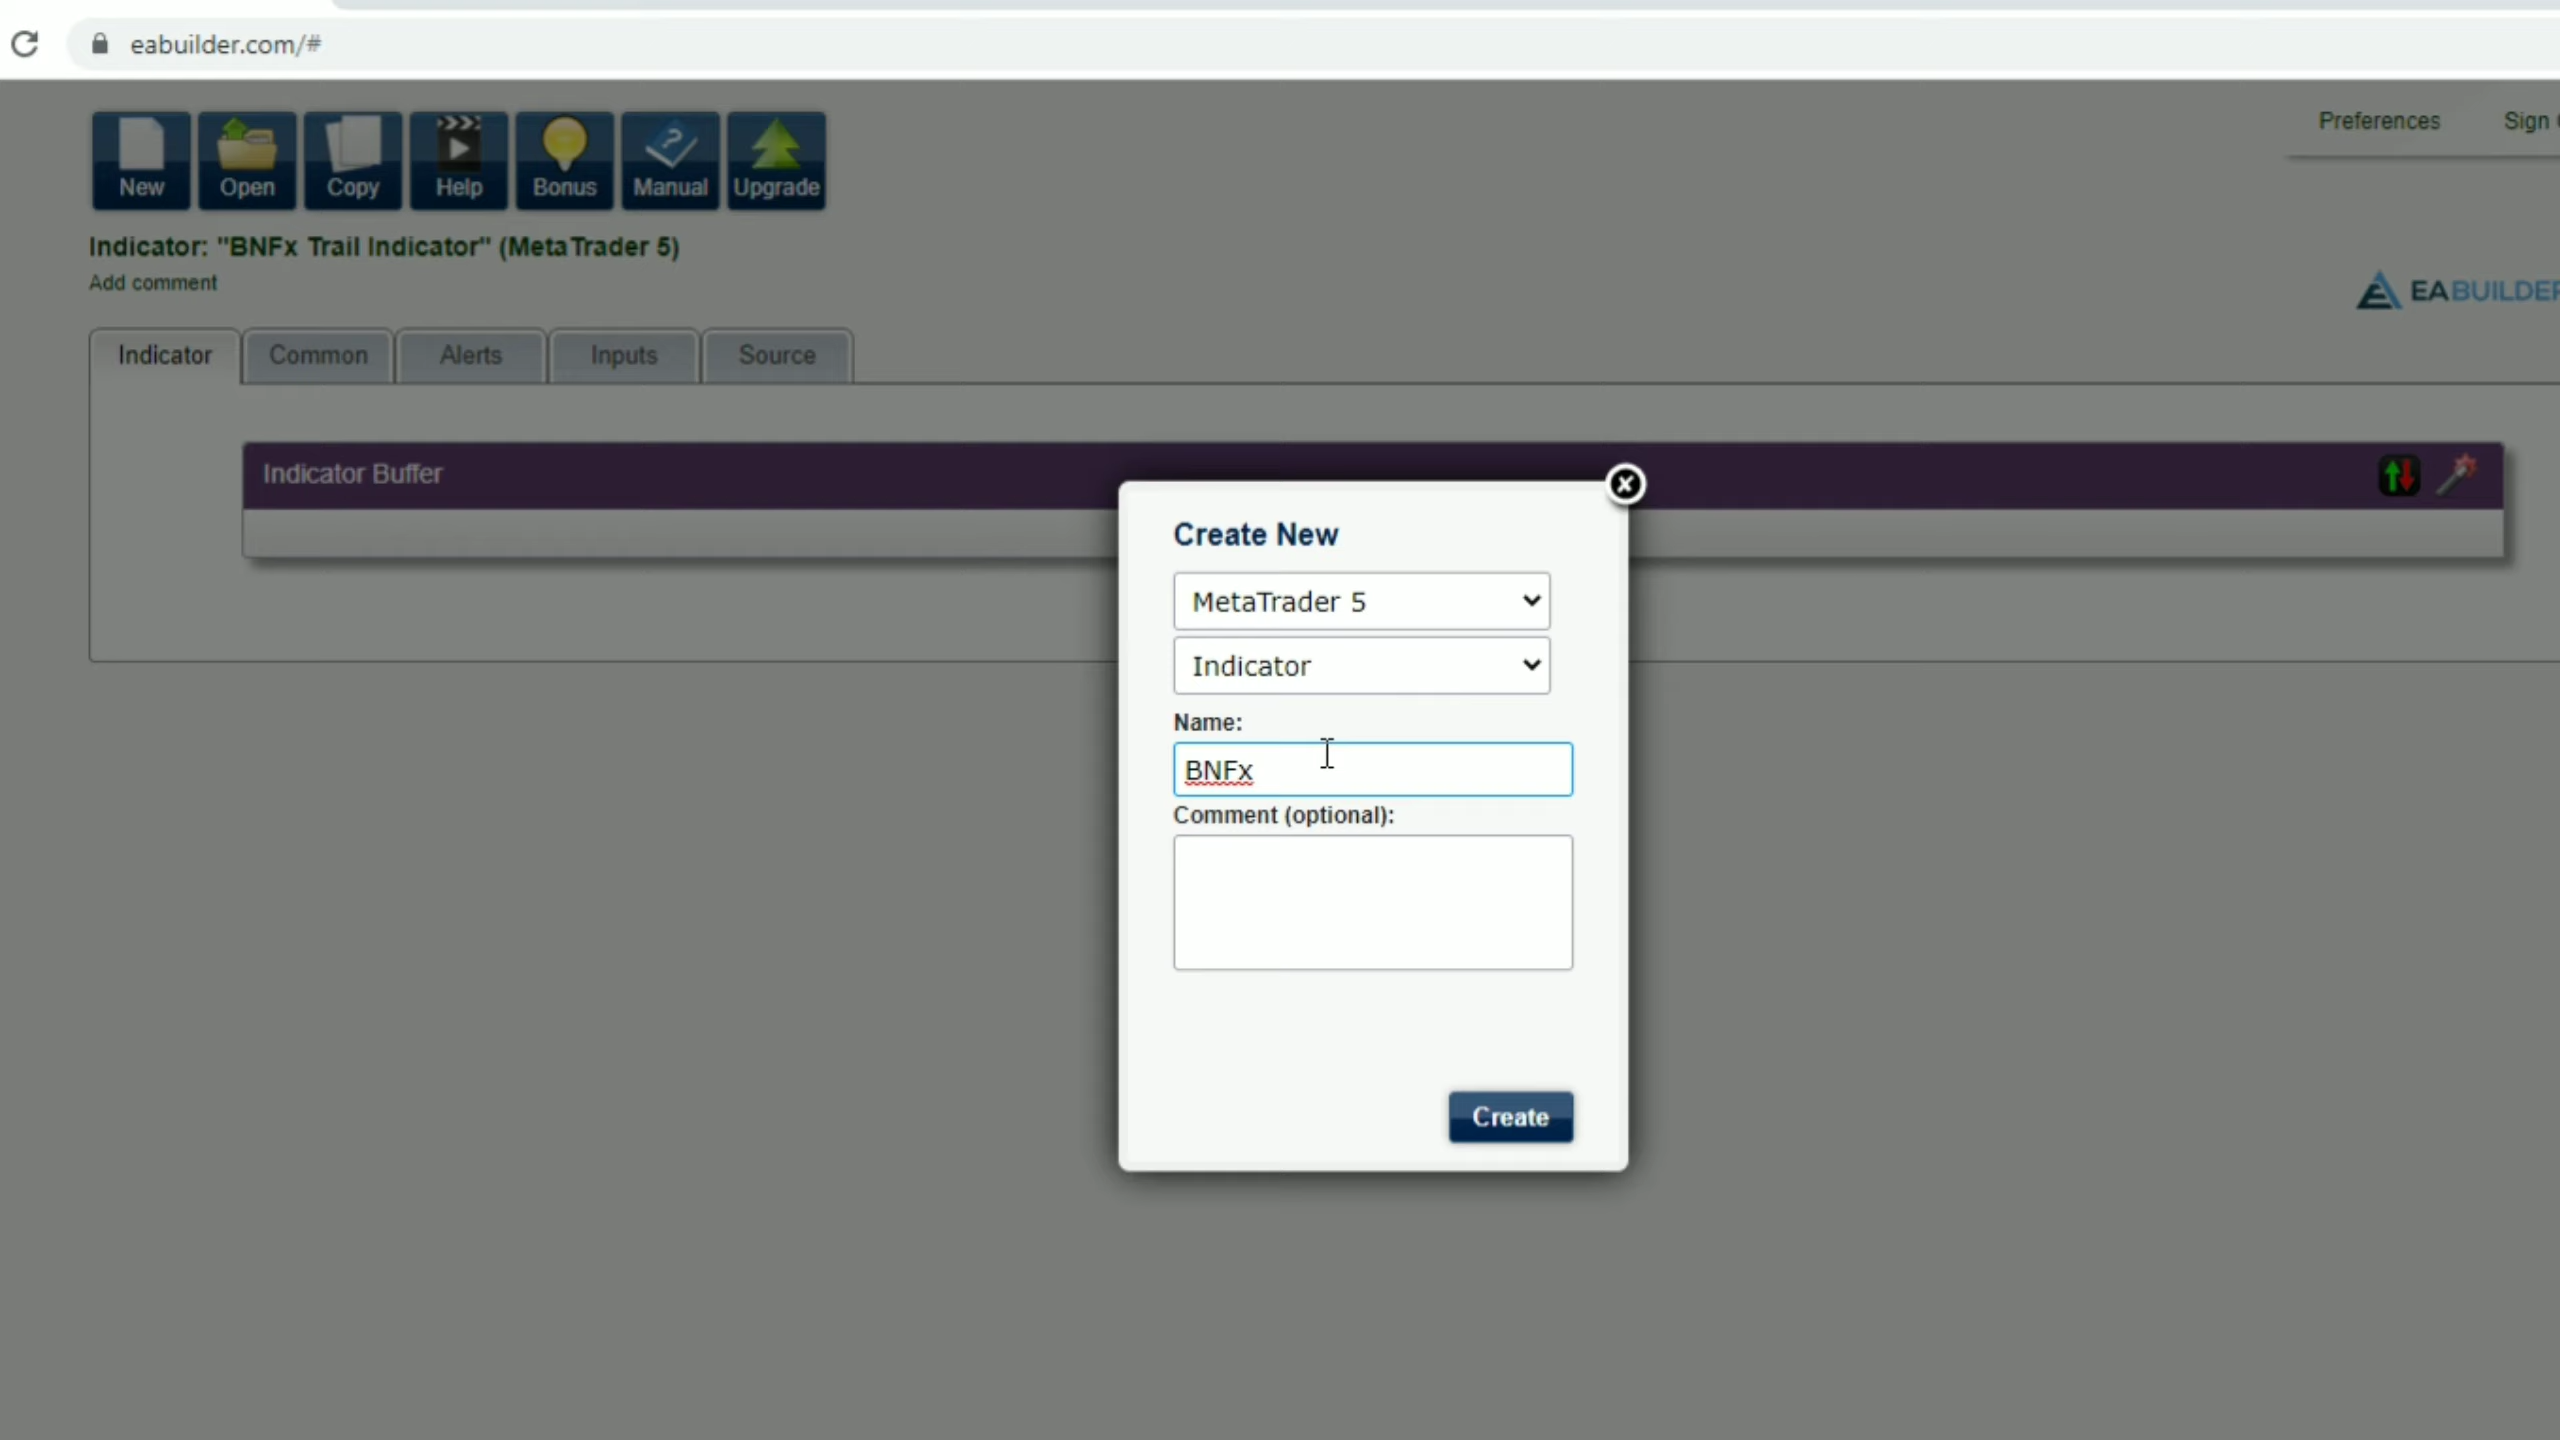 eabuilder.com/#
Preferences Sign
New Open Copy Help Bonus Manual Upgrade
Indicator: "BNFx Trail Indicator" (MetaTrader 5)
Add comment
EABUILDER
Indicator Common Alerts Inputs Source
Indicator Buffer
Create New
MetaTrader 5
Indicator
Name:
BNFx
Comment (optional):
Create